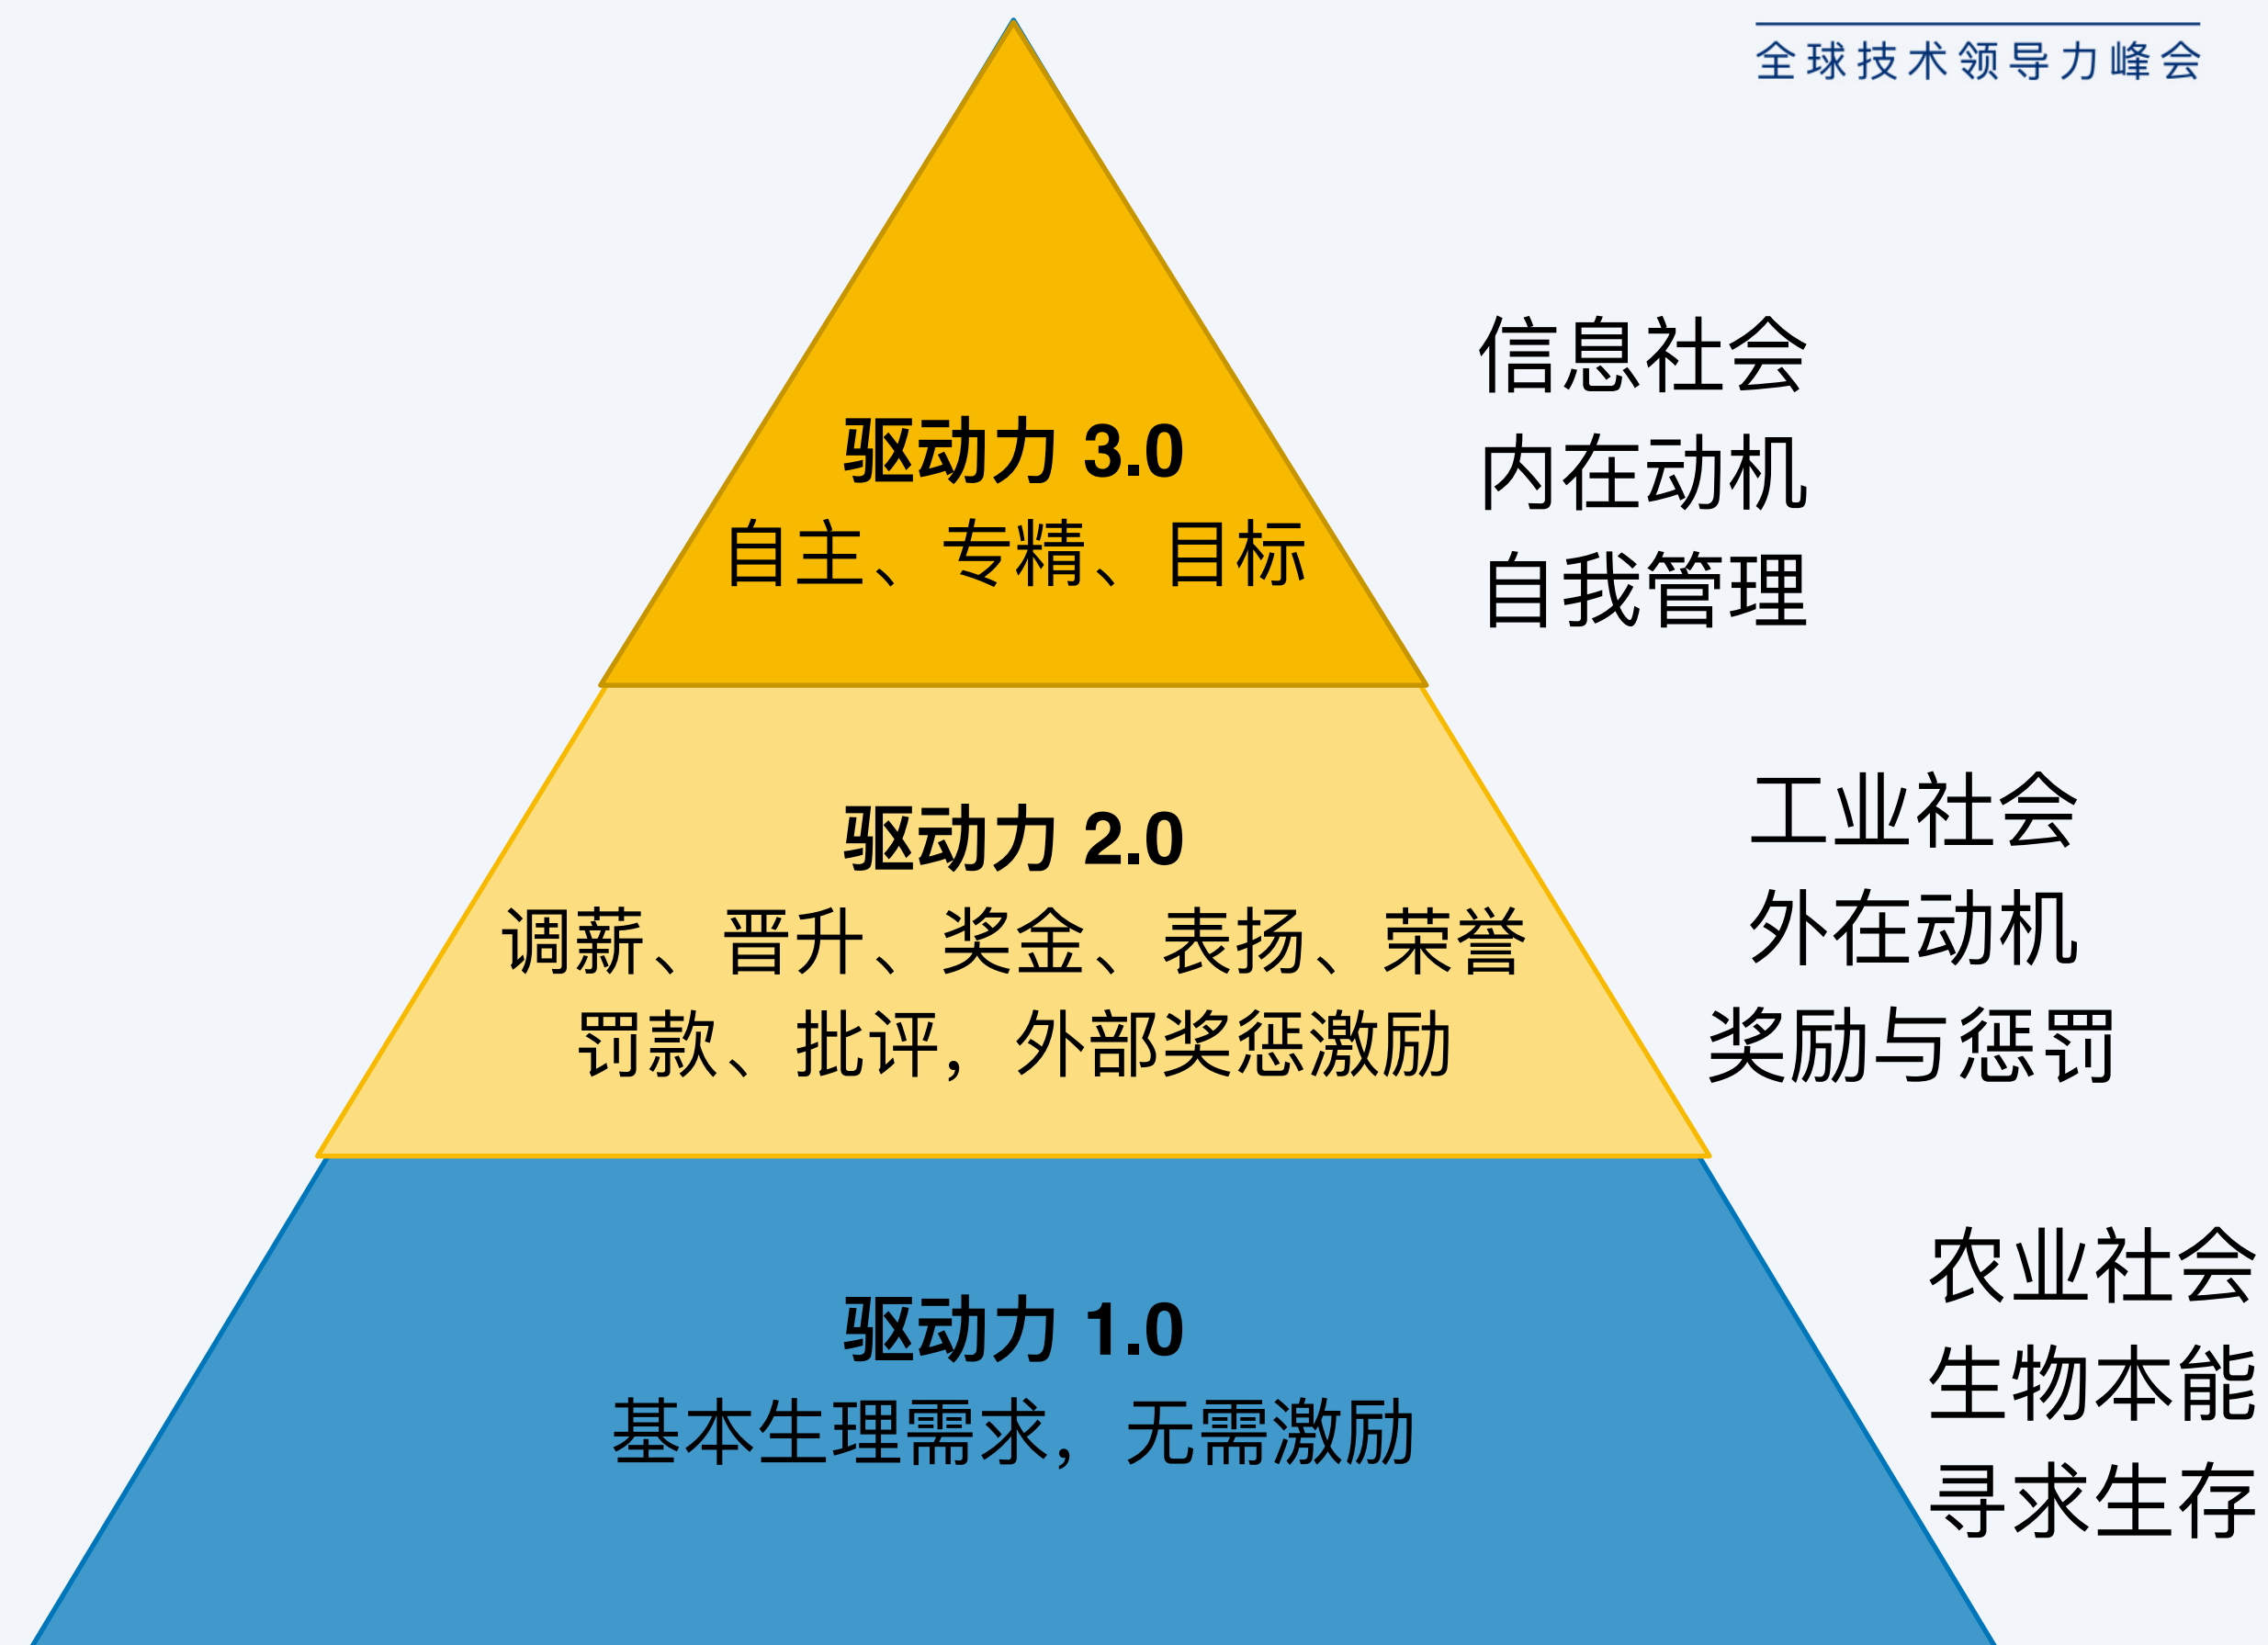 全球技术领导力峰会
驱动力 3.0
自主、专精、目标
信息社会
内在动机
自我管理
驱动力 2.0
调薪、晋升、奖金、表扬、荣誉
罚款、批评，外部奖惩激励
工业社会
外在动机
奖励与惩罚
驱动力 1.0
基本生理需求，无需激励
农业社会
生物本能
寻求生存